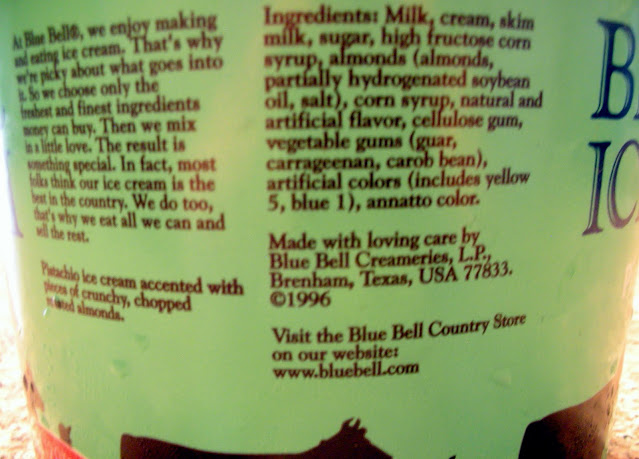 At Blue Bell®, we enjoy making
and eating ice cream. That's why
we're picky about what goes into
it. So we choose only the
freshest and finest ingredients
money can buy. Then we mix
in a little love. The result is
something special. In fact, most
folks think our ice cream is the
best in the country. We do too,
that's why we eat all we can and
sell the rest.
Pistachio ice cream accented with
pieces of crunchy, chopped
roasted almonds.
Ingredients: Milk, cream, skim
milk, sugar, high fructose corn
syrup, almonds (almonds,
partially hydrogenated soybean
oil, salt), corn syrup, natural and
artificial flavor, cellulose gum,
vegetable gums (guar,
carrageenan, carob bean),
artificial colors (includes yellow
5, blue 1), annatto color.
Made with loving care by
Blue Bell Creameries, L.P.,
Brenham, Texas, USA 77833.
©1996
Visit the Blue Bell Country Store
on our website:
www.bluebell.com